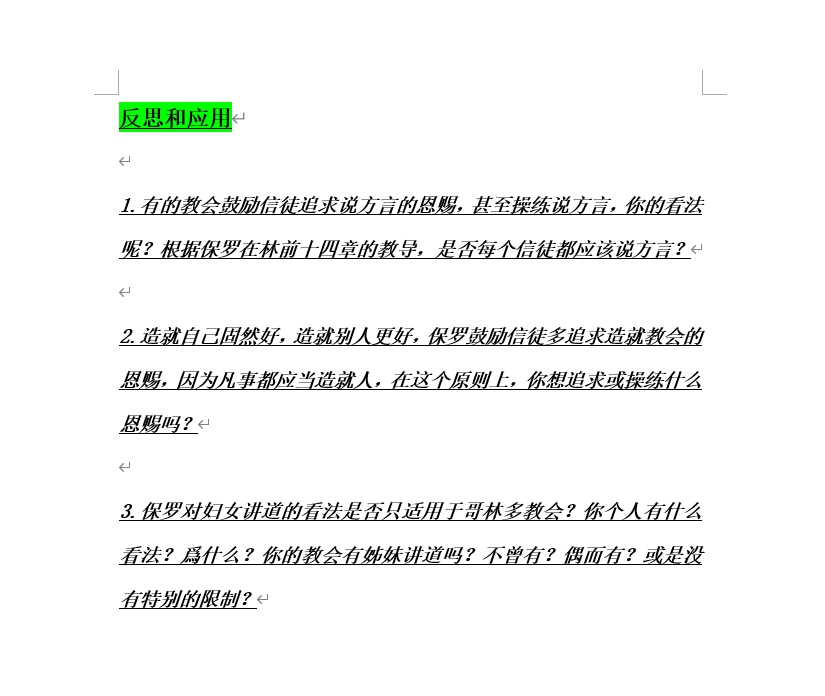 反思和应用
1. 有的教会鼓励信徒追求说方言的恩赐，甚至操练说方言，你的看法
呢？根据保罗在林前十四章的教导，是否每个信徒都应该说方言？
2. 造就自己固然好，造就别人更好，保罗鼓励信徒多追求造就教会的
恩赐，因为凡事都应当造就人，在这个原则上，你想追求或操练什么
恩赐吗？
3. 保罗对妇女讲道的看法是否只适用于哥林多教会？你个人有什么
看法？爲什么？你的教会有姊妹讲道吗？不曾有？偶而有？或是没
有特别的限制？